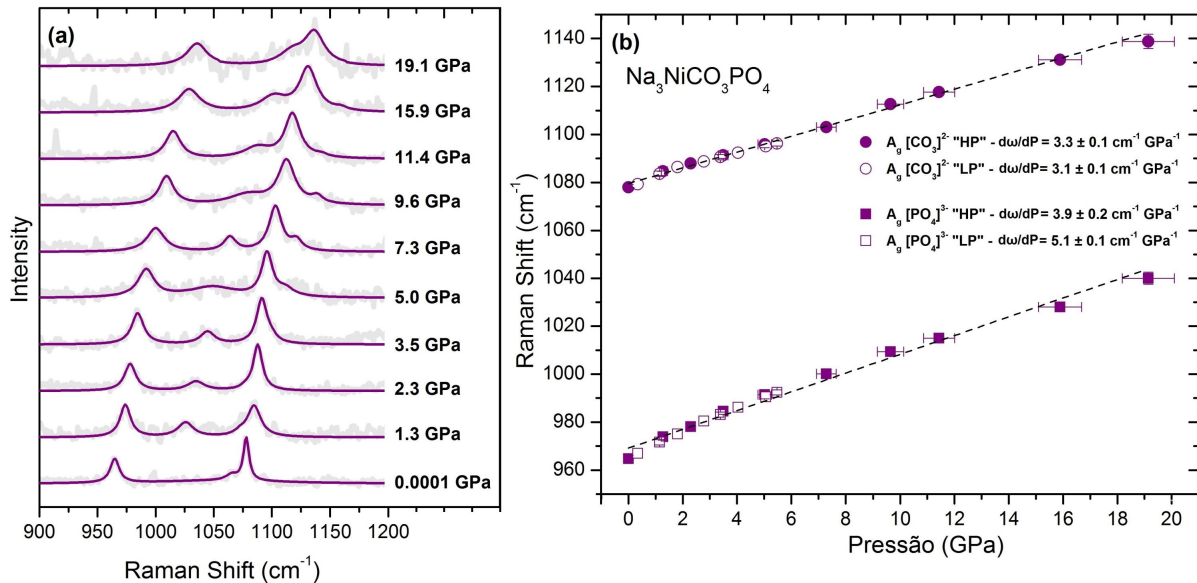 (a)
19.1 GPa
15.9 GPa
11.4 GPa
9.6 GPa
7.3 GPa
5.0 GPa
3.5 GPa
2.3 GPa
1.3 GPa
0.0001 GPa
Intensity
900 950 1000 1050 1100 1150 1200
Raman Shift (cm⁻¹)
(b)
Na₃NiCO₃PO₄
A_g [CO₃]²⁻ "HP" - dω/dP = 3.3 ± 0.1 cm⁻¹ GPa⁻¹
A_g [CO₃]²⁻ "LP" - dω/dP = 3.1 ± 0.1 cm⁻¹ GPa⁻¹
A_g [PO₄]³⁻ "HP" - dω/dP = 3.9 ± 0.2 cm⁻¹ GPa⁻¹
A_g [PO₄]³⁻ "LP" - dω/dP = 5.1 ± 0.1 cm⁻¹ GPa⁻¹
1140
1120
1100
1080
1060
1040
1020
1000
980
960
Raman Shift (cm⁻¹)
0 2 4 6 8 10 12 14 16 18 20
Pressão (GPa)